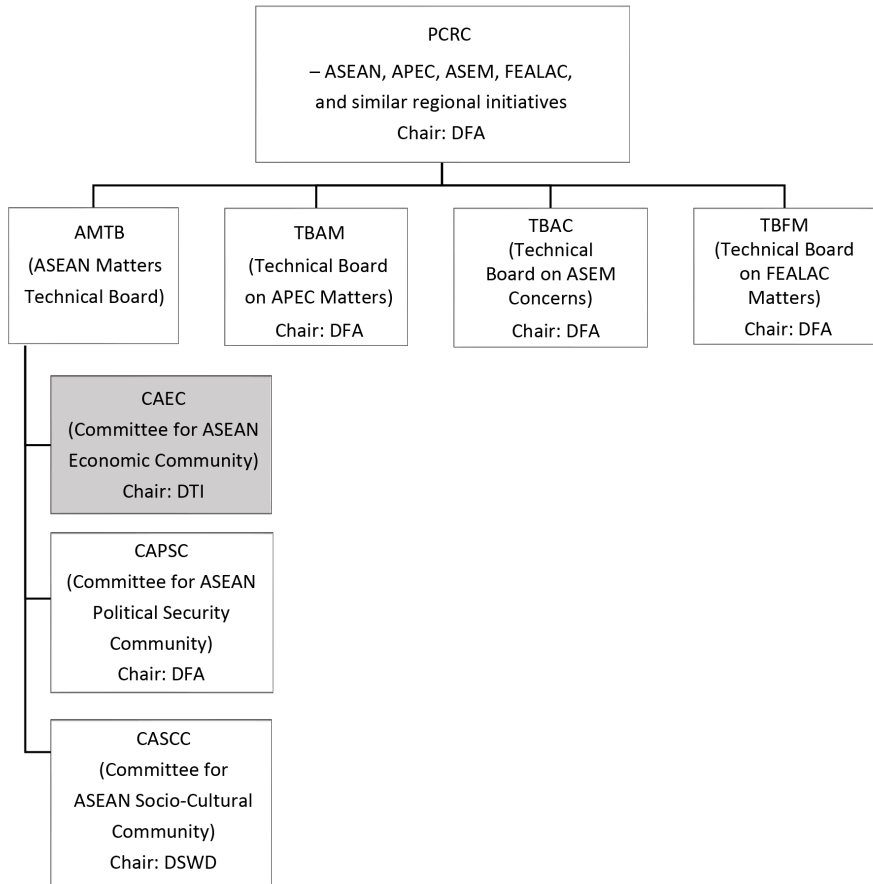 PCRC
– ASEAN, APEC, ASEM, FEALAC,
and similar regional initiatives
Chair: DFA
AMTB
(ASEAN Matters
Technical Board)
TBAM
(Technical Board
on APEC Matters)
Chair: DFA
TBAC
(Technical
Board on ASEM
Concerns)
Chair: DFA
TBFM
(Technical Board
on FEALAC
Matters)
Chair: DFA
CAEC
(Committee for ASEAN
Economic Community)
Chair: DTI
CAPSC
(Committee for ASEAN
Political Security
Community)
Chair: DFA
CASCC
(Committee for
ASEAN Socio-Cultural
Community)
Chair: DSWD